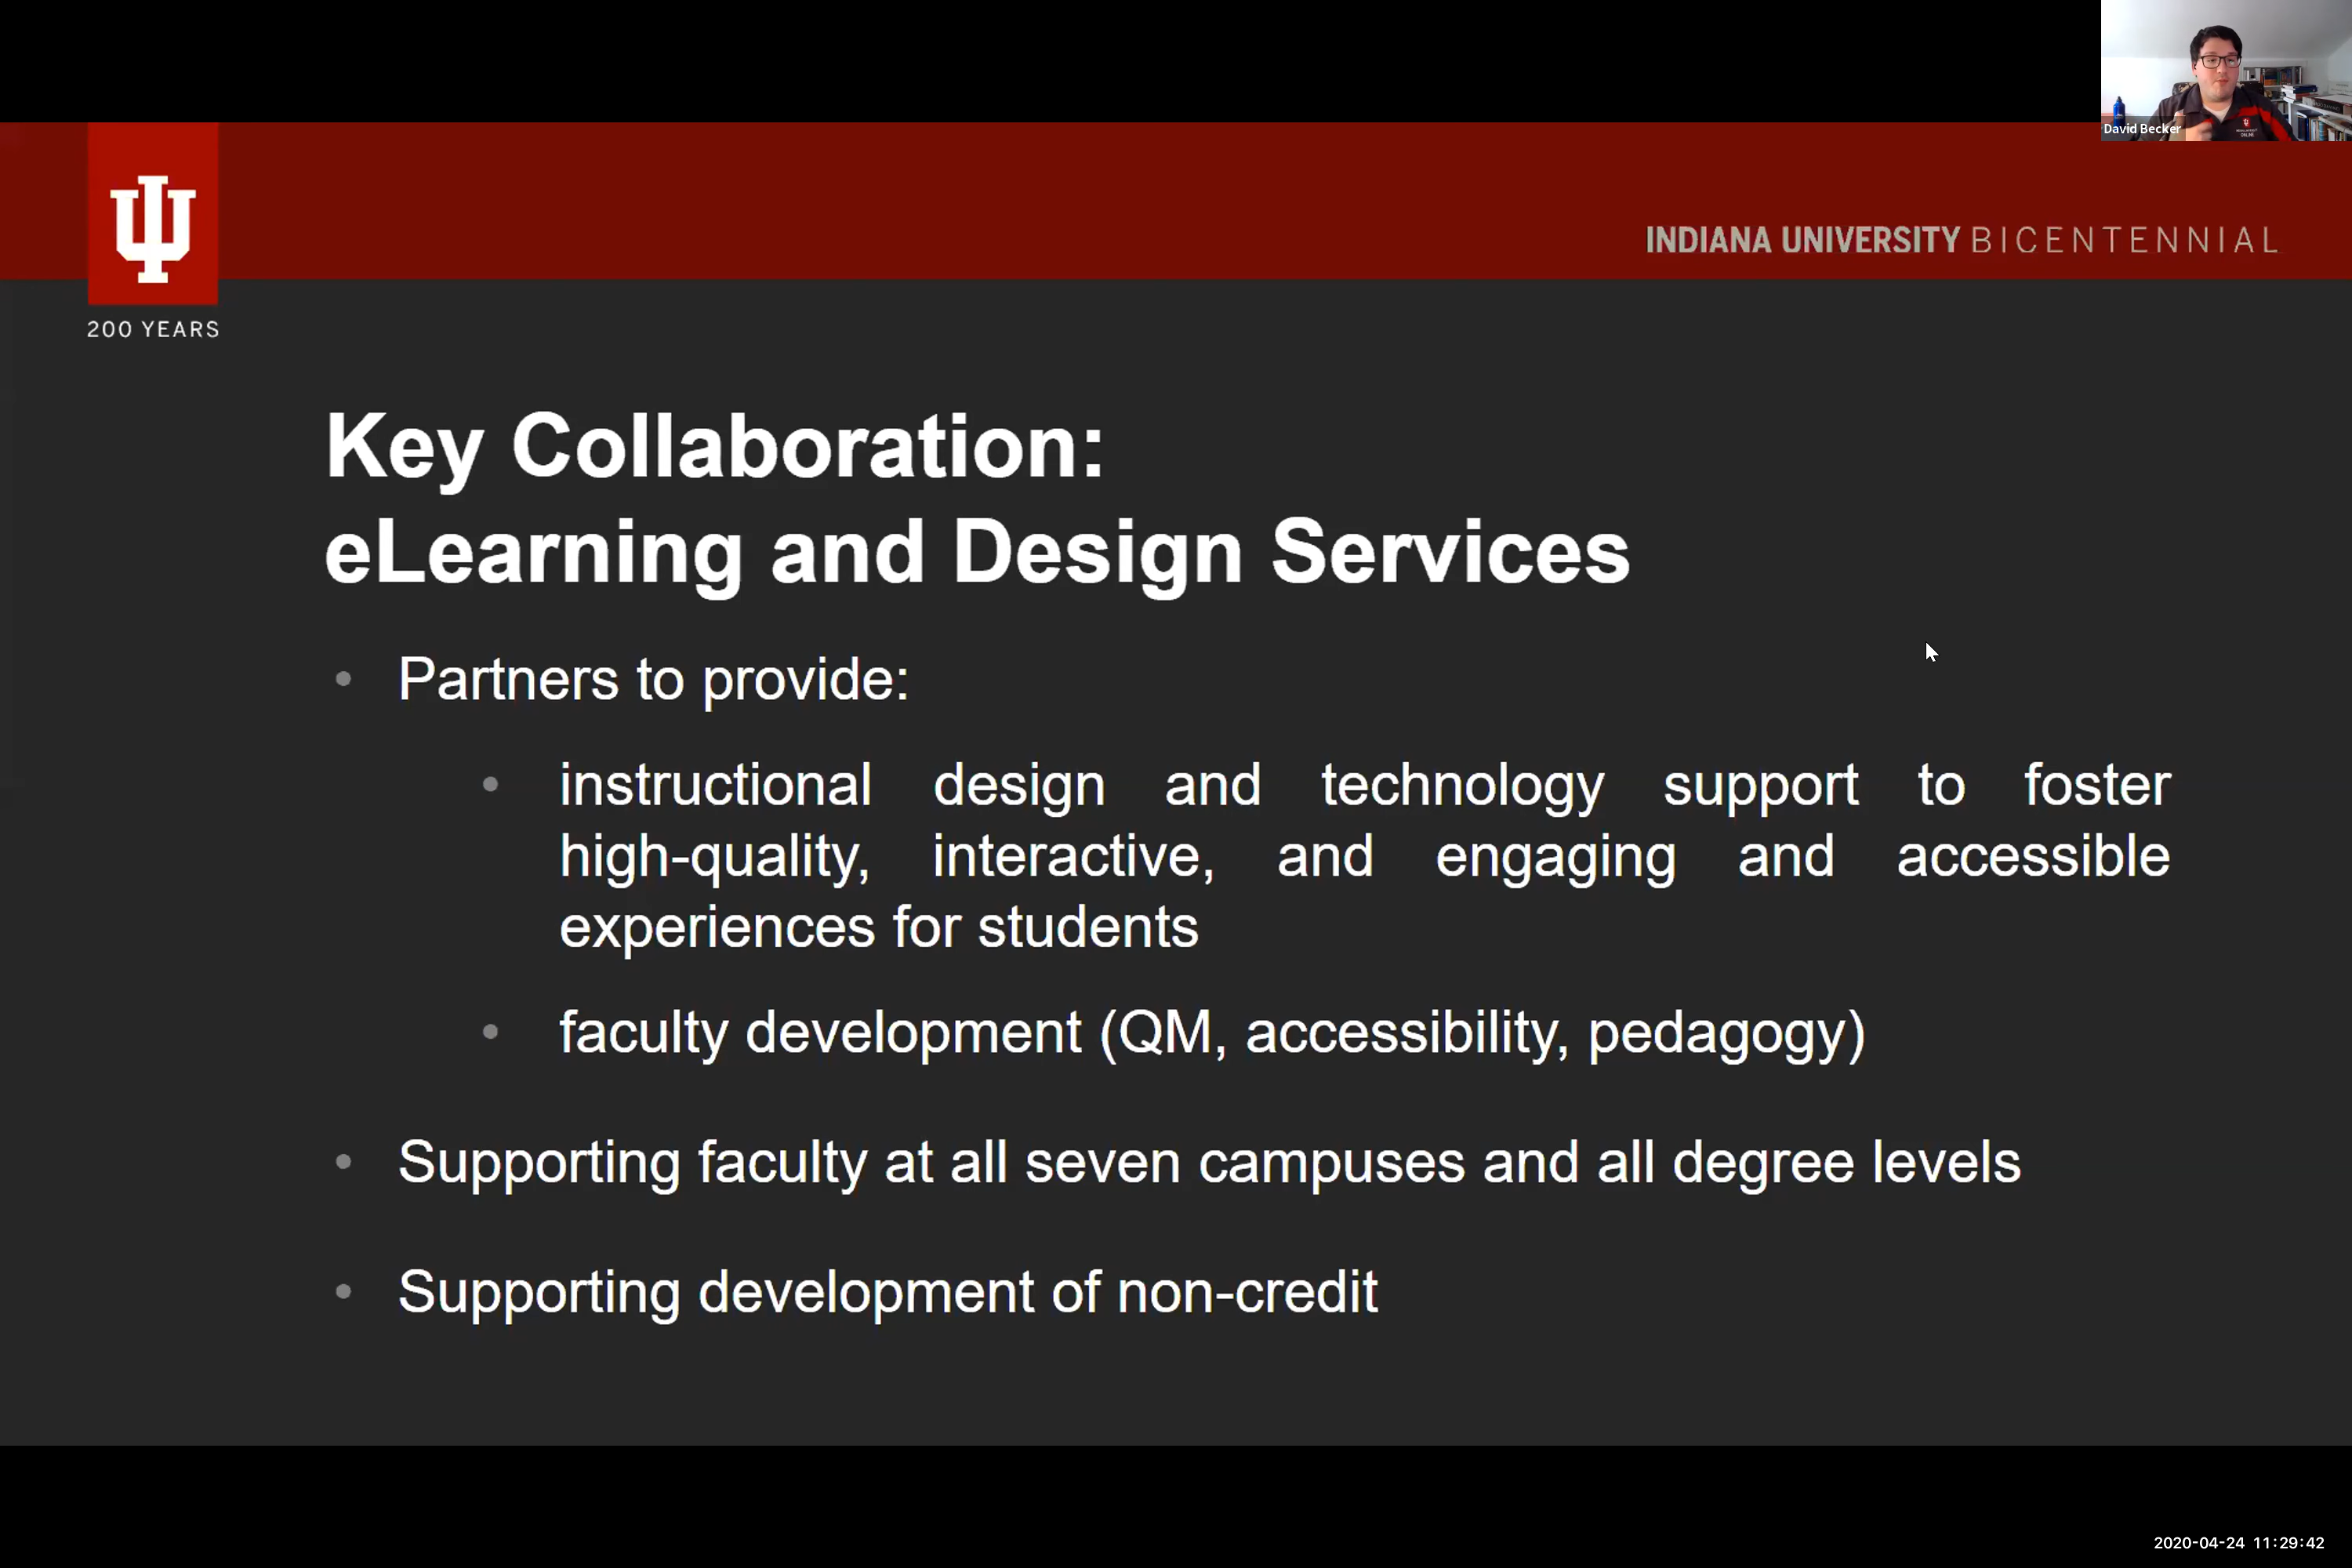 David Becker
INDIANA UNIVERSITY BICENTENNIAL
200 YEARS
Key Collaboration:
eLearning and Design Services
Partners to provide:
instructional design and technology support to foster
high-quality, interactive, and engaging and accessible
experiences for students
faculty development (QM, accessibility, pedagogy)
Supporting faculty at all seven campuses and all degree levels
Supporting development of non-credit
2020-04-24 11:29:42